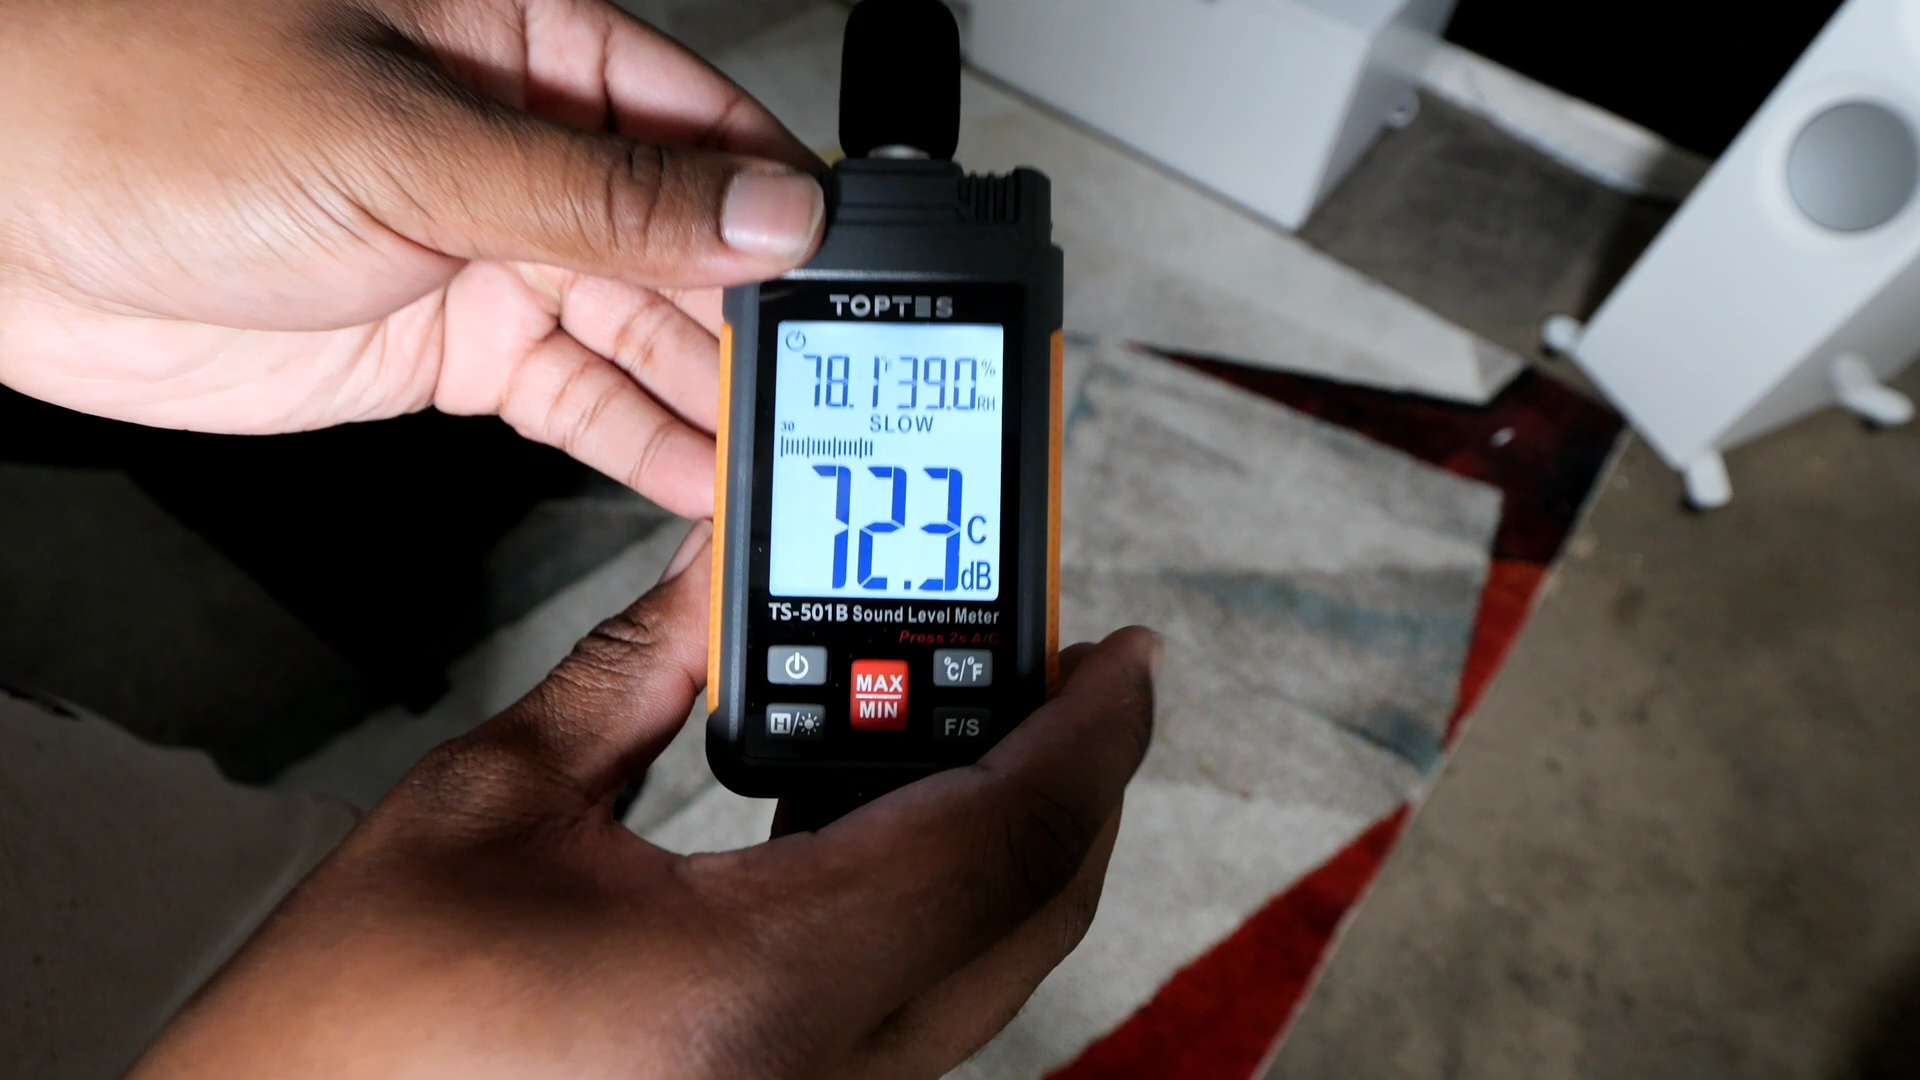 TOPTES
78.1°F 39.0%RH
SLOW
30
72.3 C
dB
TS-501B Sound Level Meter
Press 2s A/C
°C/°F
MAX
MIN
H/
F/S